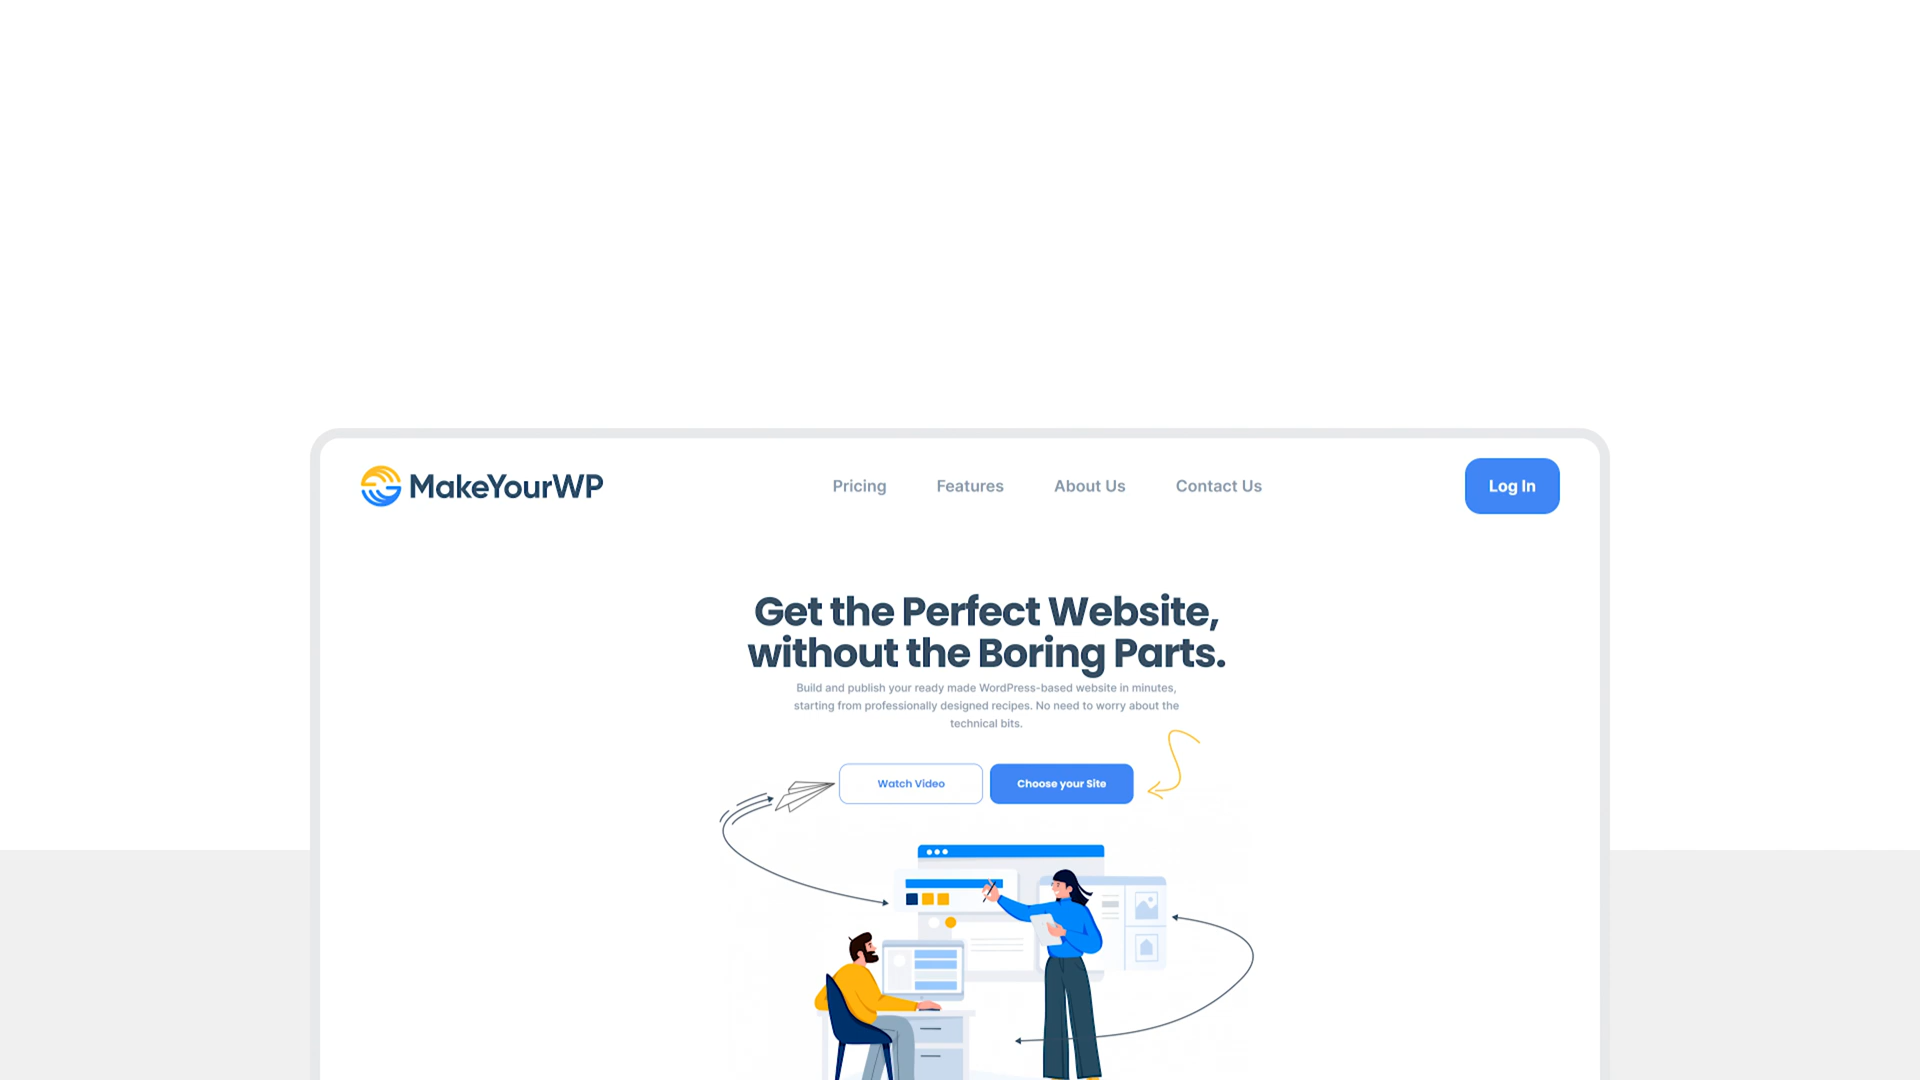 MakeYourWP
Pricing
Features
About Us
Contact Us
Log In
Get the Perfect Website,
without the Boring Parts.
Build and publish your ready made WordPress-based website in minutes,
starting from professionally designed recipes. No need to worry about the
technical bits.
Watch Video
Choose your Site